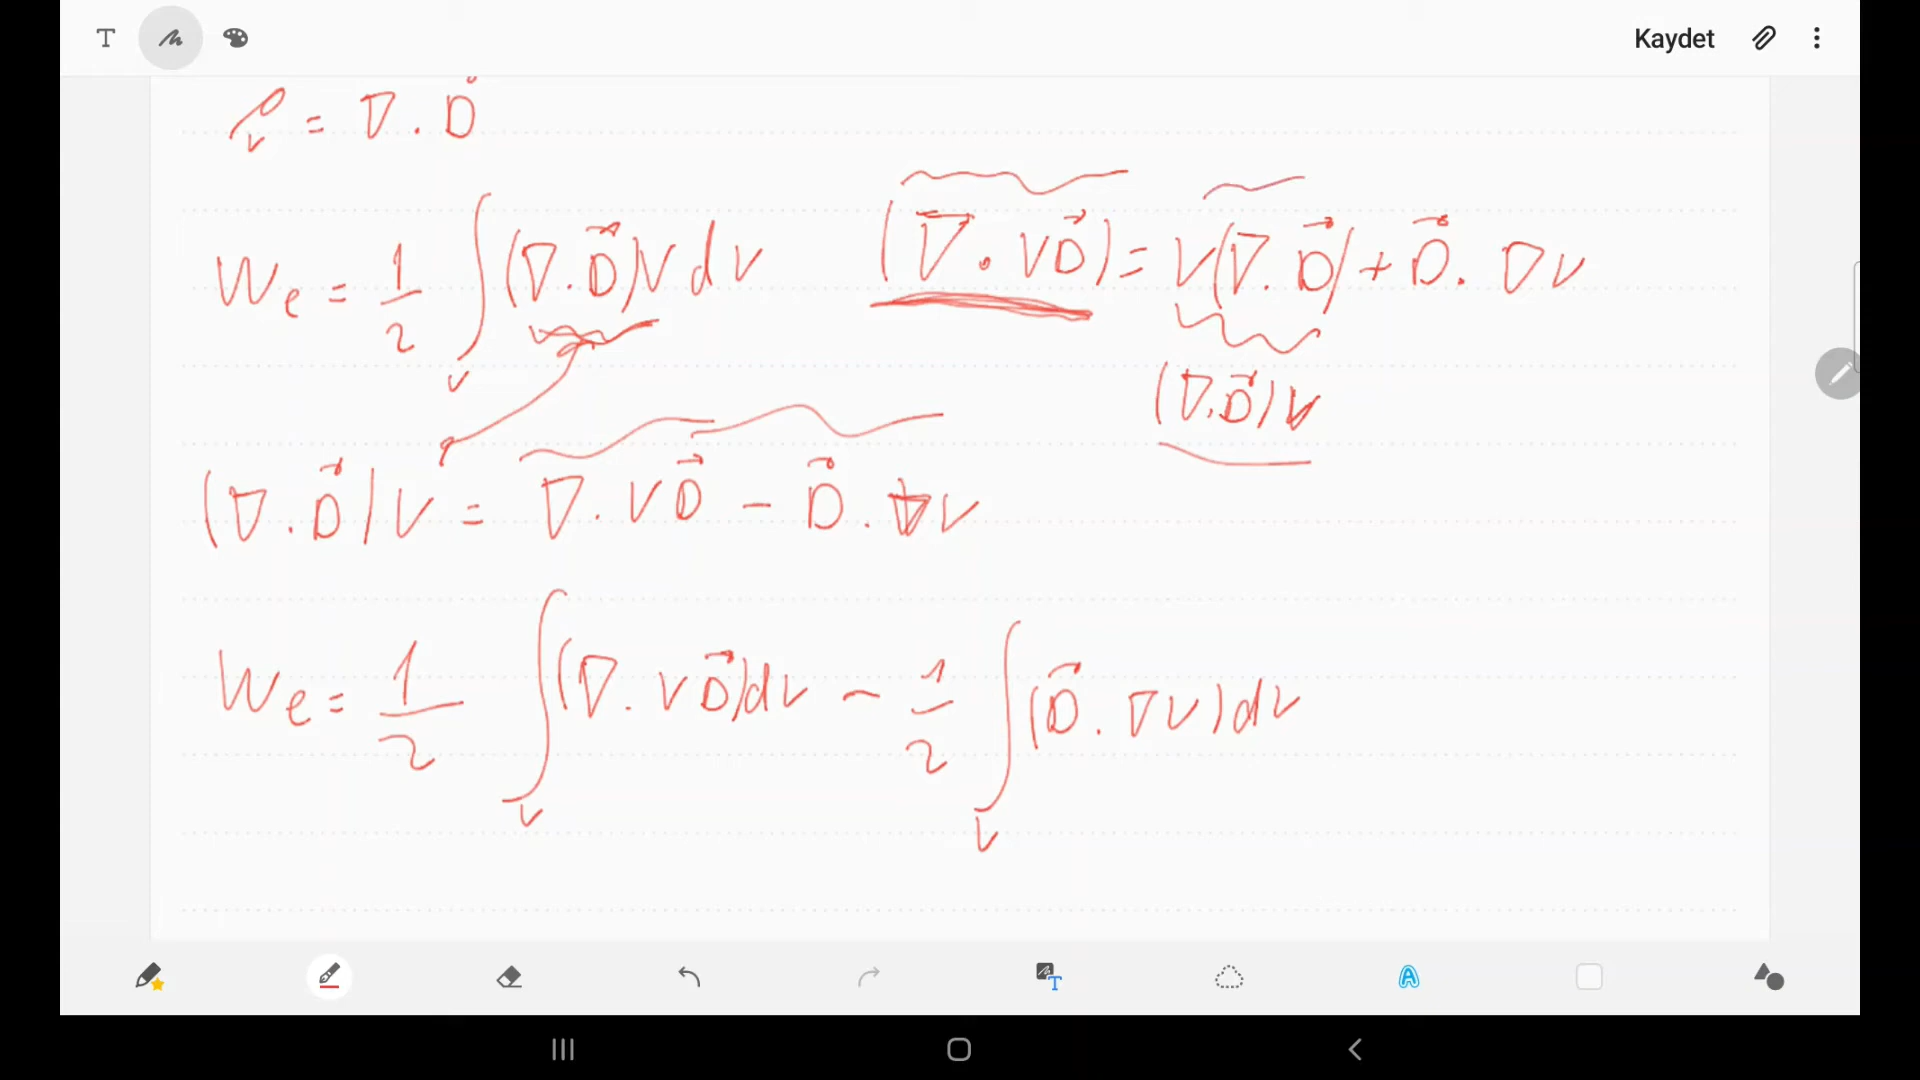 T Kaydet
ρᵥ = ∇ . D⃗
Wₑ = 1/2 ∫ᵥ (∇ . D⃗) V dv (∇ . VD⃗) = V(∇ . D⃗) + D⃗ . ∇V
(∇ . D⃗) V
(∇ . D⃗) V = ∇ . VD⃗ − D⃗ . ∇V
Wₑ = 1/2 ∫ᵥ (∇ . VD⃗) dv − 1/2 ∫ᵥ (D⃗ . ∇V) dv
T A